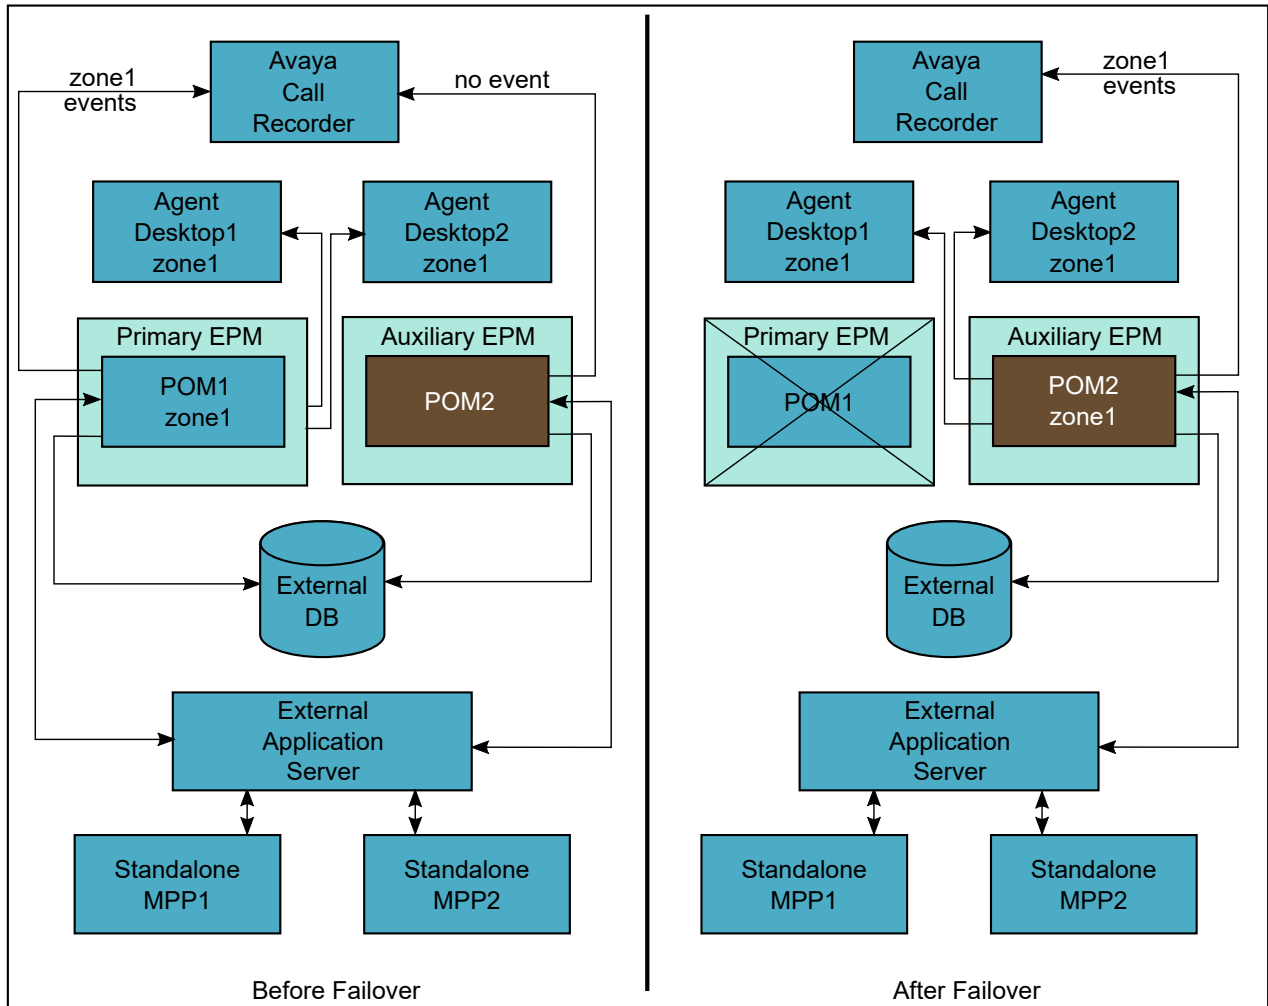 Avaya
Call
Recorder
zone1
events
no event
Agent
Desktop1
zone1
Agent
Desktop2
zone1
Primary EPM
POM1
zone1
Auxiliary EPM
POM2
External
DB
External
Application
Server
Standalone
MPP1
Standalone
MPP2
Before Failover
Avaya
Call
Recorder
zone1
events
Agent
Desktop1
zone1
Agent
Desktop2
zone1
Primary EPM
POM1
Auxiliary EPM
POM2
zone1
External
DB
External
Application
Server
Standalone
MPP1
Standalone
MPP2
After Failover